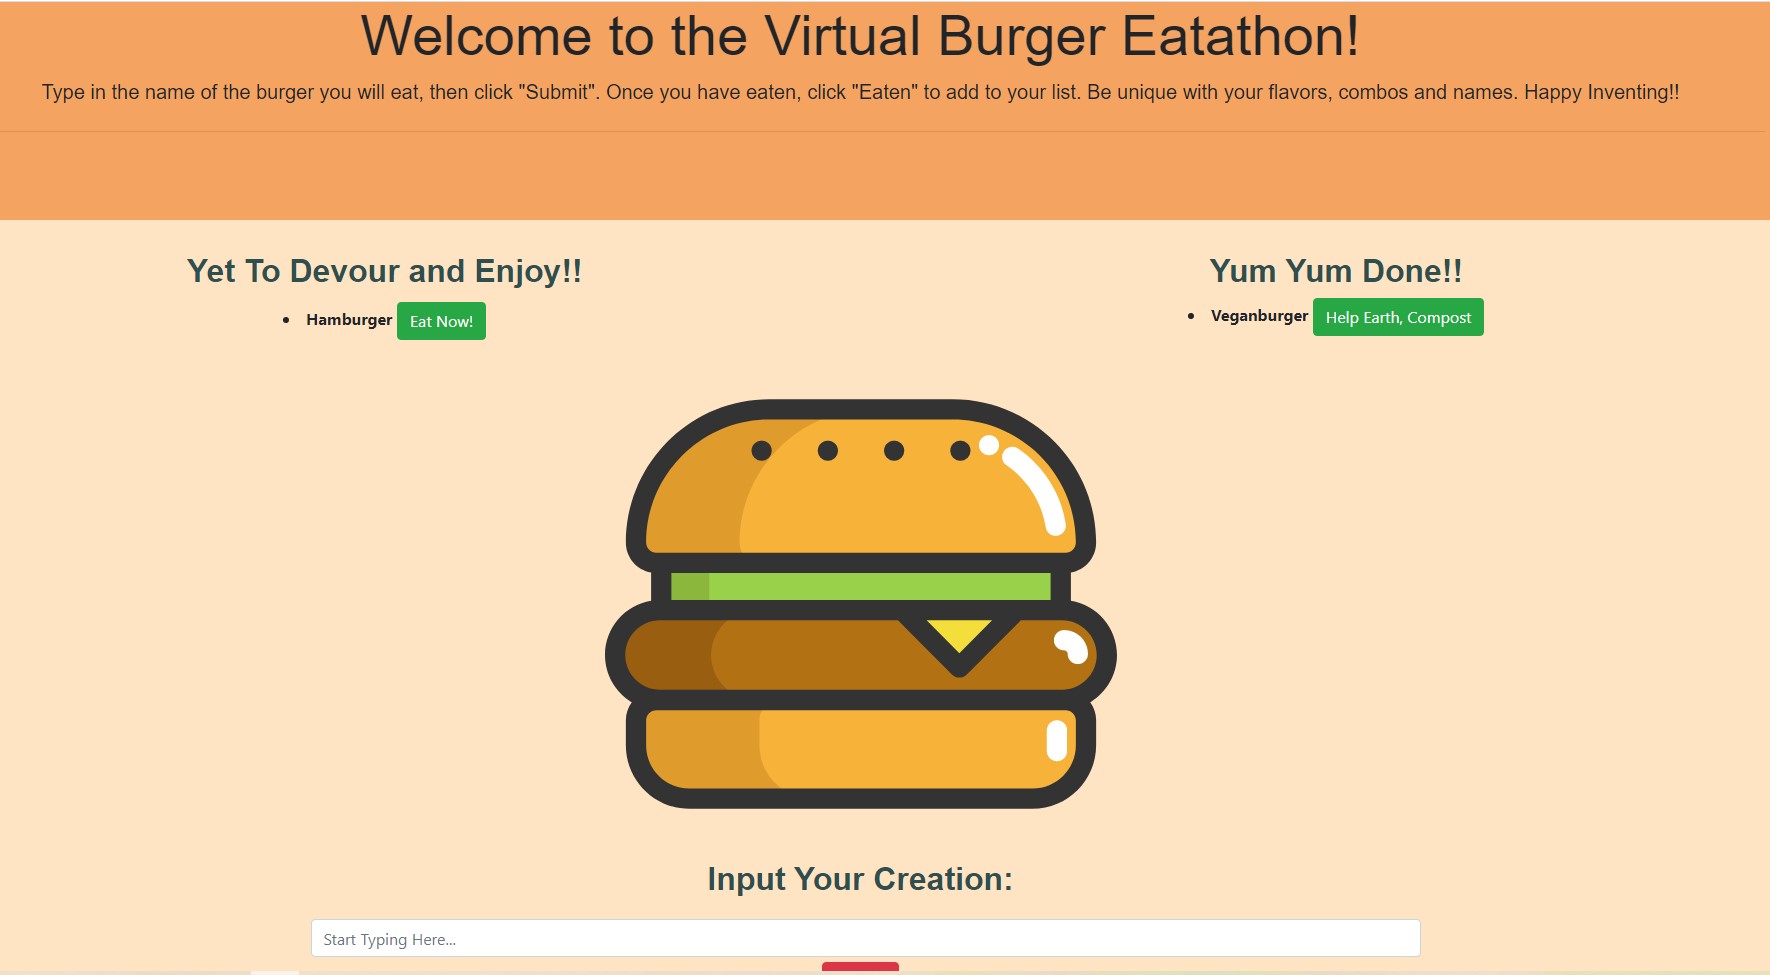 Welcome to the Virtual Burger Eatathon!
Type in the name of the burger you will eat, then click "Submit". Once you have eaten, click "Eaten" to add to your list. Be unique with your flavors, combos and names. Happy Inventing!!
Yet To Devour and Enjoy!!
Hamburger Eat Now!
Yum Yum Done!!
Veganburger Help Earth, Compost
Input Your Creation:
Start Typing Here...